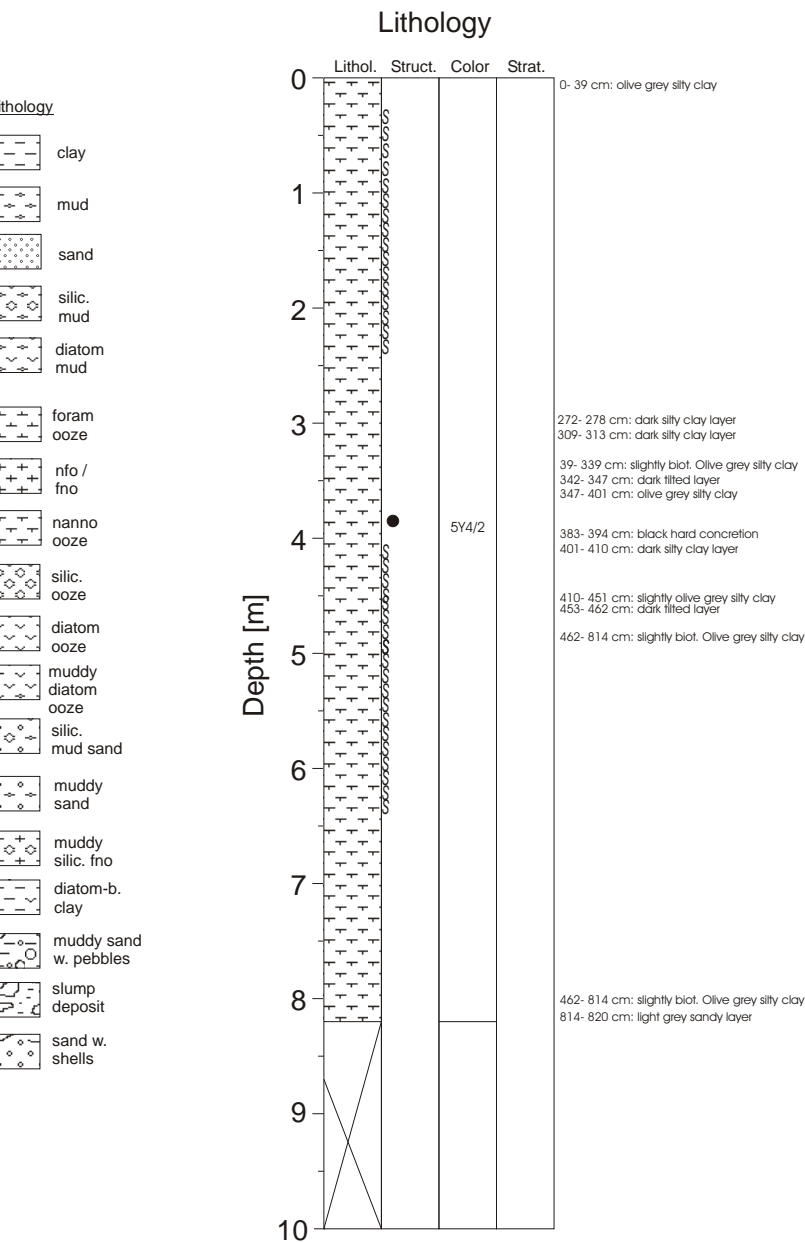 Lithology
Lithol. Struct. Color Strat.
ithology
clay
mud
sand
silic.
mud
diatom
mud
foram
ooze
nfo /
fno
nanno
ooze
silic.
ooze
diatom
ooze
muddy
diatom
ooze
silic.
mud sand
muddy
sand
muddy
silic. fno
diatom-b.
clay
muddy sand
w. pebbles
slump
deposit
sand w.
shells
Depth [m]
0
1
2
3
4
5
6
7
8
9
10
5Y4/2
0- 39 cm: olive grey silty clay
272- 278 cm: dark silty clay layer
309- 313 cm: dark silty clay layer
39- 339 cm: slightly biot. Olive grey silty clay
342- 347 cm: dark tilted layer
347- 401 cm: olive grey silty clay
383- 394 cm: black hard concretion
401- 410 cm: dark silty clay layer
410- 451 cm: slightly olive grey silty clay
453- 462 cm: dark tilted layer
462- 814 cm: slightly biot. Olive grey silty clay
462- 814 cm: slightly biot. Olive grey silty clay
814- 820 cm: light grey sandy layer